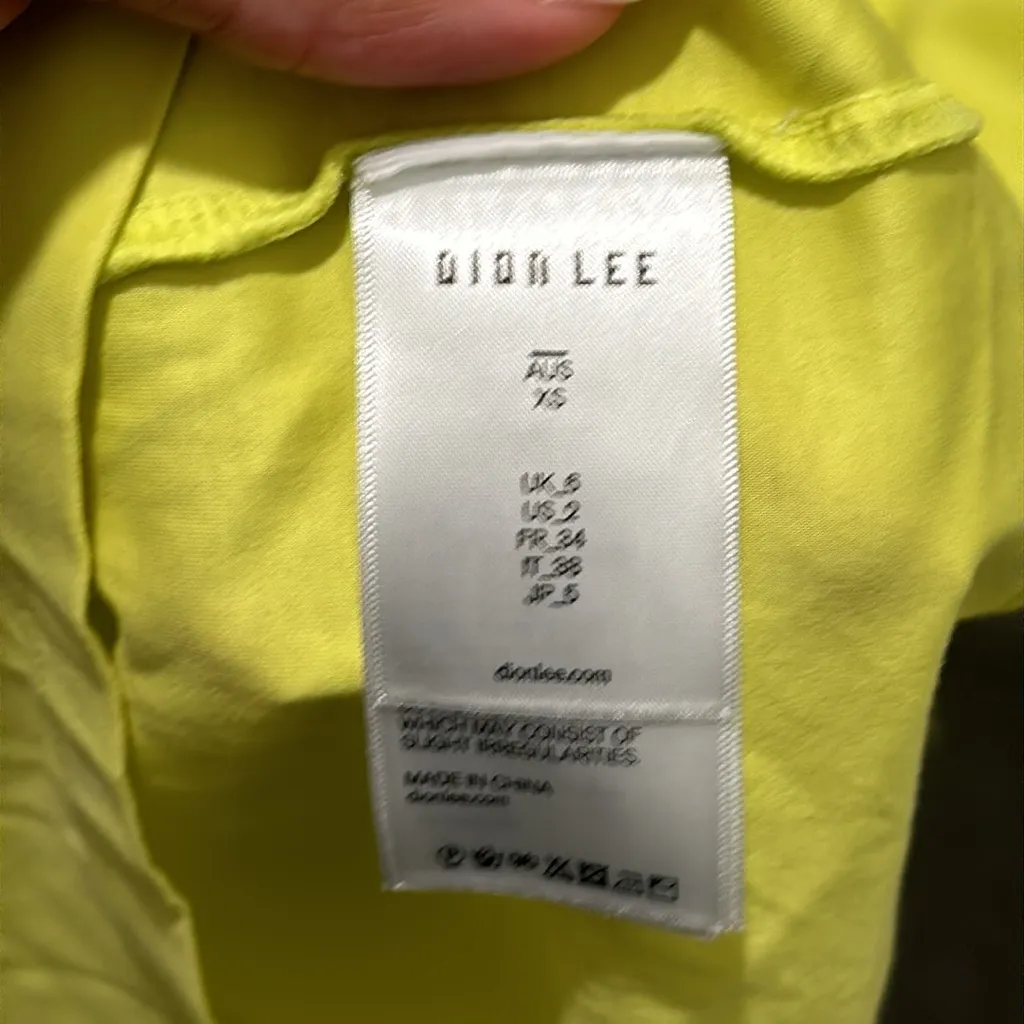 DION LEE
AUS
XS
UK_6
US_2
FR_34
IT_38
JP_5
dionlee.com
WHICH MAY CONSIST OF
SLIGHT IRREGULARITIES.
MADE IN CHINA
dionlee.com